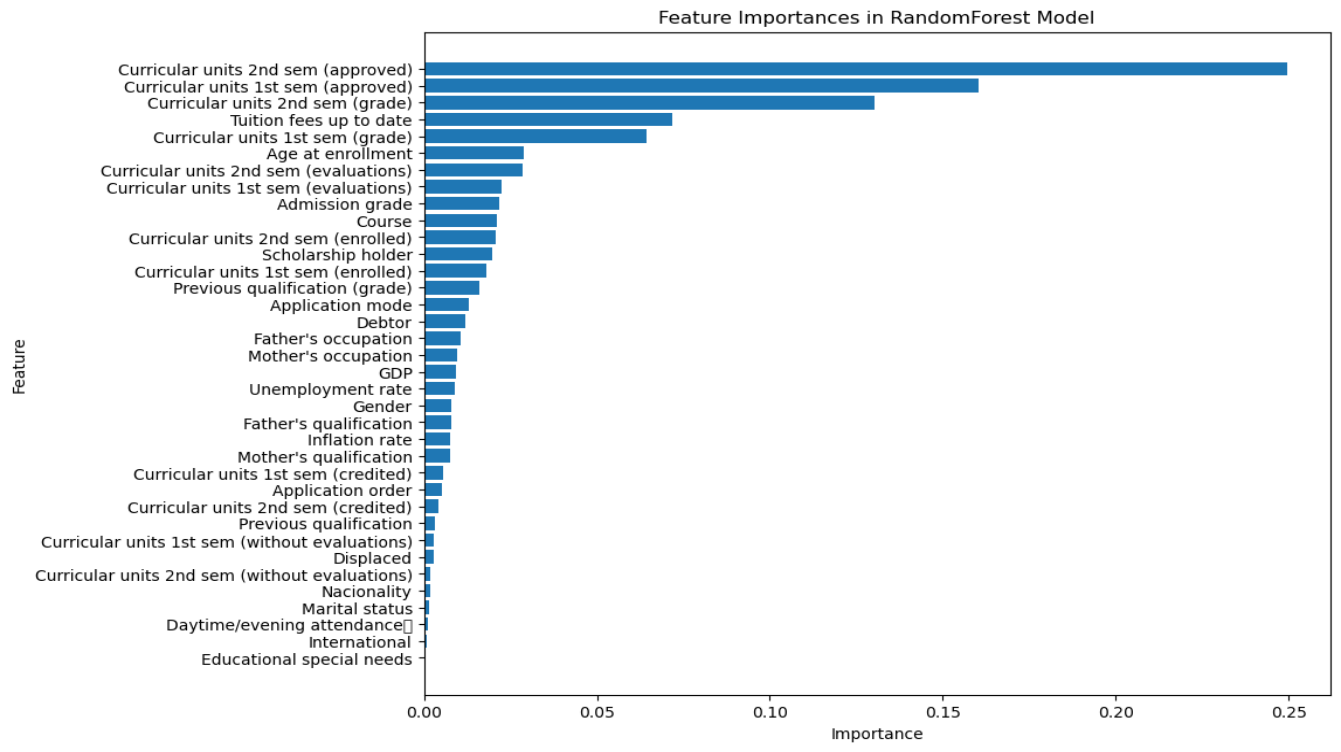 Feature Importances in RandomForest Model
Feature
Curricular units 2nd sem (approved)
Curricular units 1st sem (approved)
Curricular units 2nd sem (grade)
Tuition fees up to date
Curricular units 1st sem (grade)
Age at enrollment
Curricular units 2nd sem (evaluations)
Curricular units 1st sem (evaluations)
Admission grade
Course
Curricular units 2nd sem (enrolled)
Scholarship holder
Curricular units 1st sem (enrolled)
Previous qualification (grade)
Application mode
Debtor
Father's occupation
Mother's occupation
GDP
Unemployment rate
Gender
Father's qualification
Inflation rate
Mother's qualification
Curricular units 1st sem (credited)
Application order
Curricular units 2nd sem (credited)
Previous qualification
Curricular units 1st sem (without evaluations)
Displaced
Curricular units 2nd sem (without evaluations)
Nacionality
Marital status
Daytime/evening attendance▯
International
Educational special needs
0.00 0.05 0.10 0.15 0.20 0.25
Importance